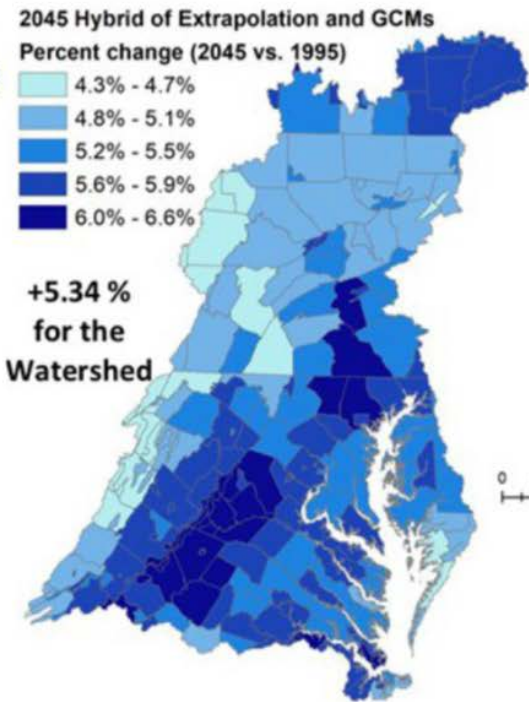 2045 Hybrid of Extrapolation and GCMs
Percent change (2045 vs. 1995)
4.3% - 4.7%
4.8% - 5.1%
5.2% - 5.5%
5.6% - 5.9%
6.0% - 6.6%
+5.34 %
for the
Watershed
0